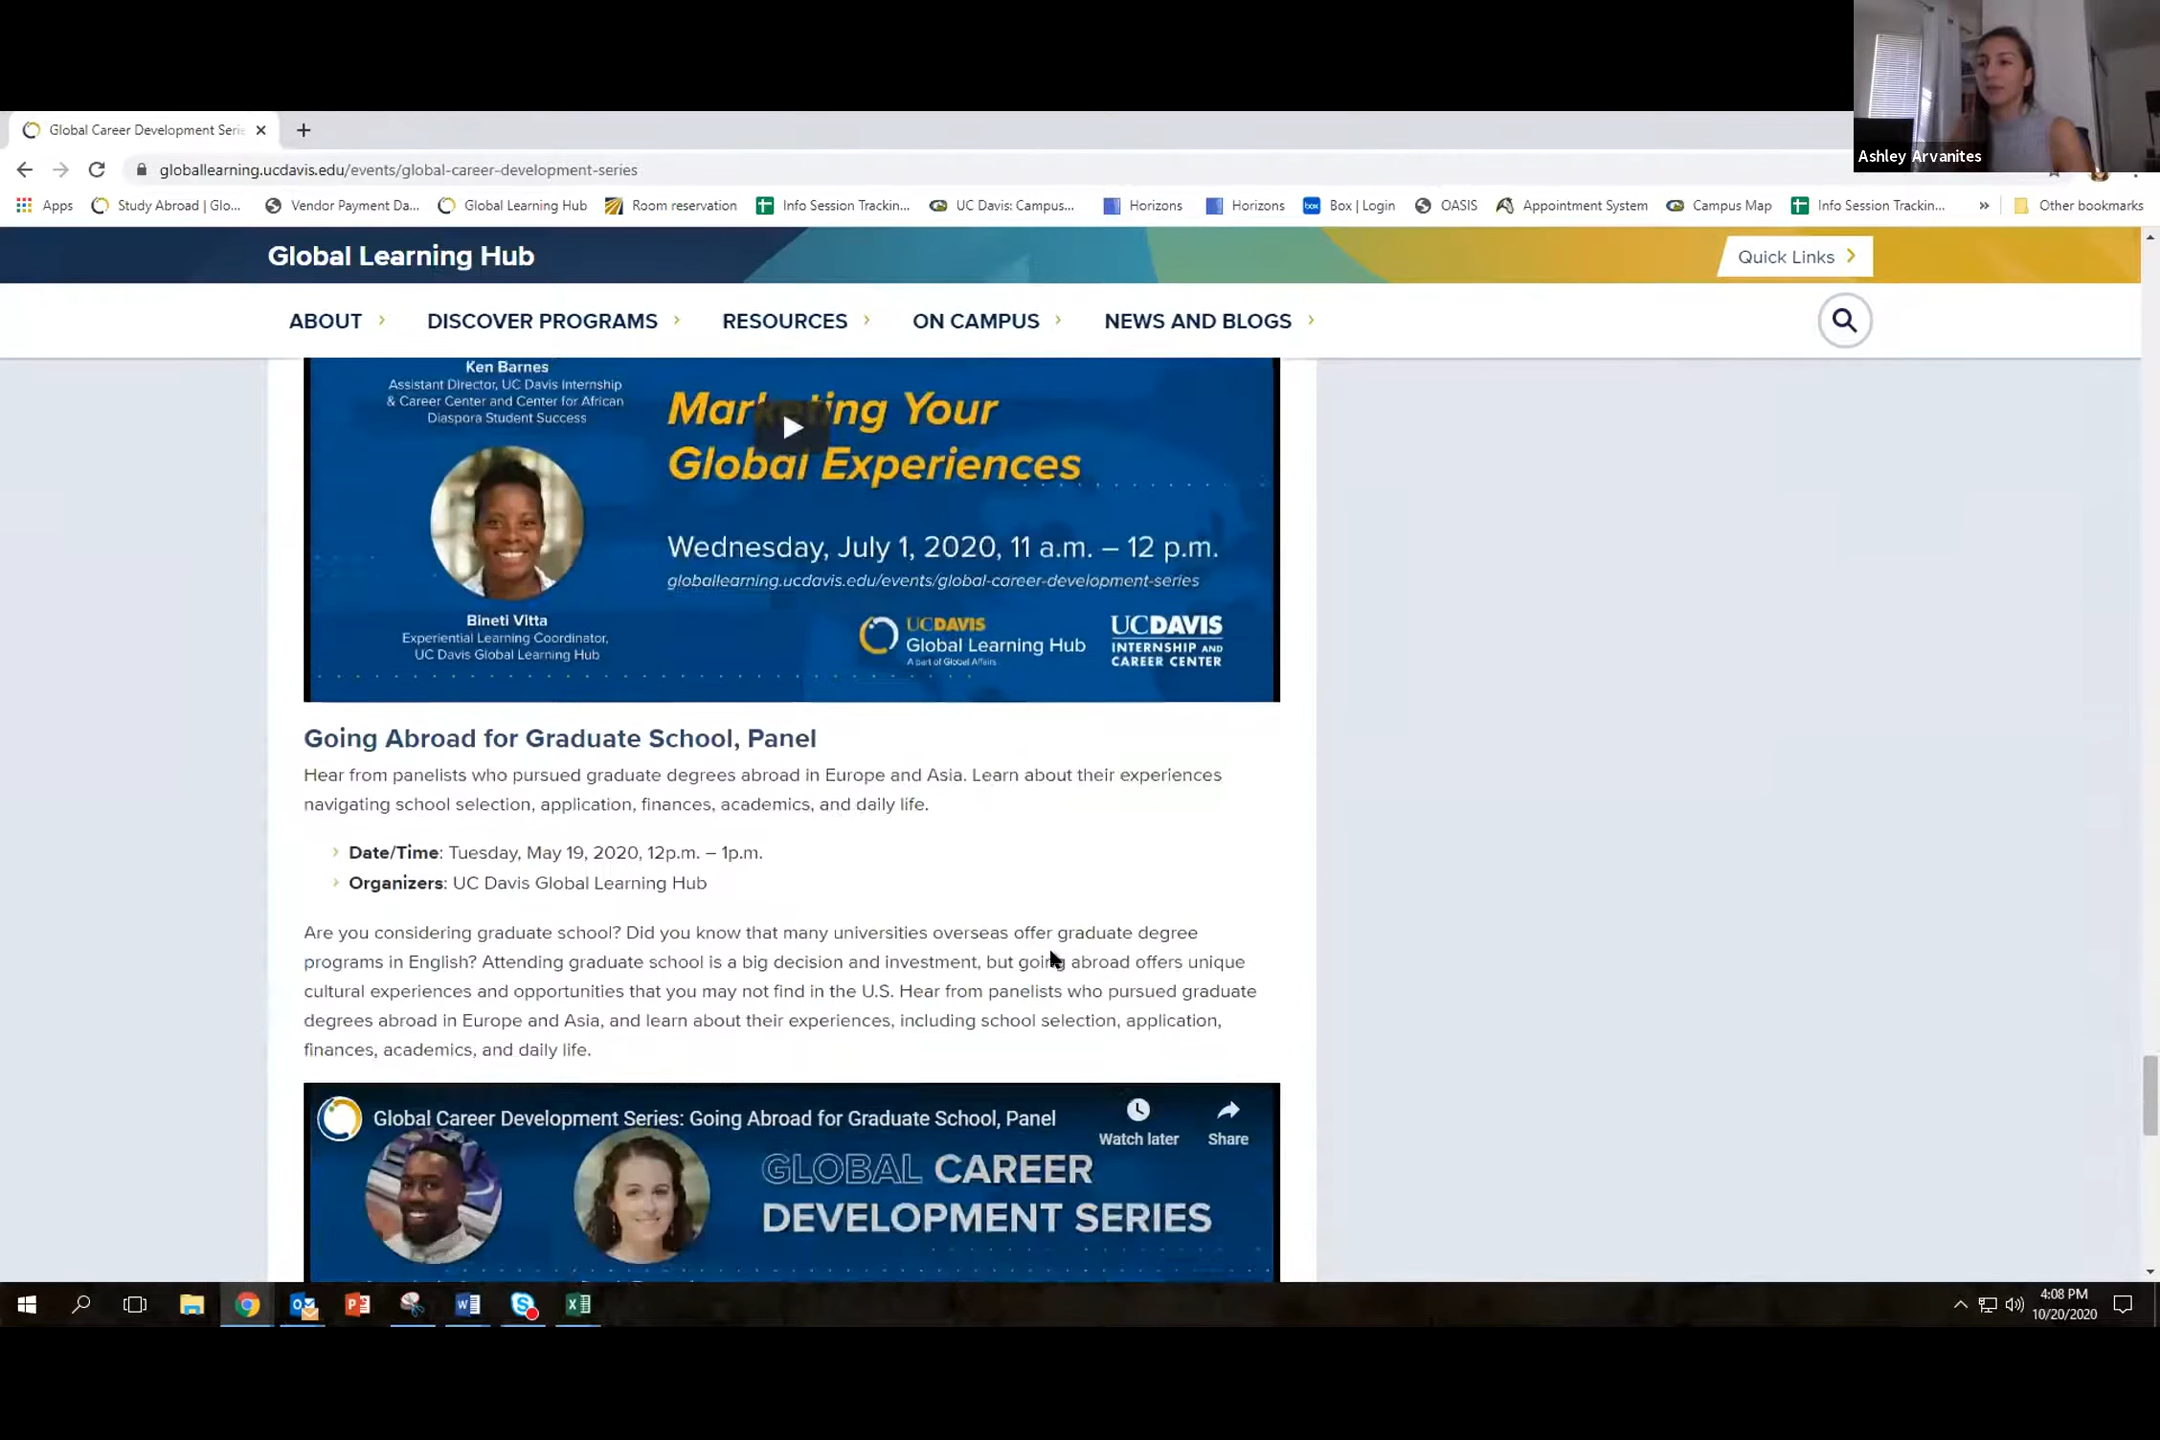 Ashley Arvanites
Global Career Development Serie
globallearning.ucdavis.edu/events/global-career-development-series
Apps
Study Abroad | Glo...
Vendor Payment Da...
Global Learning Hub
Room reservation
Info Session Trackin...
UC Davis: Campus...
Horizons
Horizons
box
Box | Login
OASIS
Appointment System
Campus Map
Info Session Trackin...
»
Other bookmarks
Global Learning Hub
Quick Links
ABOUT
DISCOVER PROGRAMS
RESOURCES
ON CAMPUS
NEWS AND BLOGS
Ken Barnes
Assistant Director, UC Davis Internship
& Career Center and Center for African
Diaspora Student Success
Marketing Your
Global Experiences
Wednesday, July 1, 2020, 11 a.m. – 12 p.m.
globallearning.ucdavis.edu/events/global-career-development-series
Bineti Vitta
Experiential Learning Coordinator,
UC Davis Global Learning Hub
UCDAVIS
Global Learning Hub
A part of Global Affairs
UCDAVIS
INTERNSHIP AND
CAREER CENTER
Going Abroad for Graduate School, Panel
Hear from panelists who pursued graduate degrees abroad in Europe and Asia. Learn about their experiences
navigating school selection, application, finances, academics, and daily life.
Date/Time: Tuesday, May 19, 2020, 12p.m. – 1p.m.
Organizers: UC Davis Global Learning Hub
Are you considering graduate school? Did you know that many universities overseas offer graduate degree
programs in English? Attending graduate school is a big decision and investment, but going abroad offers unique
cultural experiences and opportunities that you may not find in the U.S. Hear from panelists who pursued graduate
degrees abroad in Europe and Asia, and learn about their experiences, including school selection, application,
finances, academics, and daily life.
Global Career Development Series: Going Abroad for Graduate School, Panel
Watch later
Share
GLOBAL CAREER
DEVELOPMENT SERIES
4:08 PM
10/20/2020